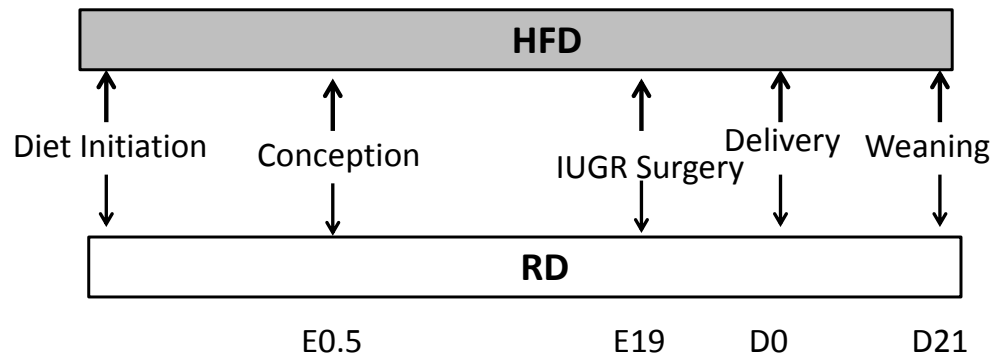 HFD
Diet Initiation
Conception
IUGR Surgery
Delivery
Weaning
RD
E0.5
E19
D0
D21